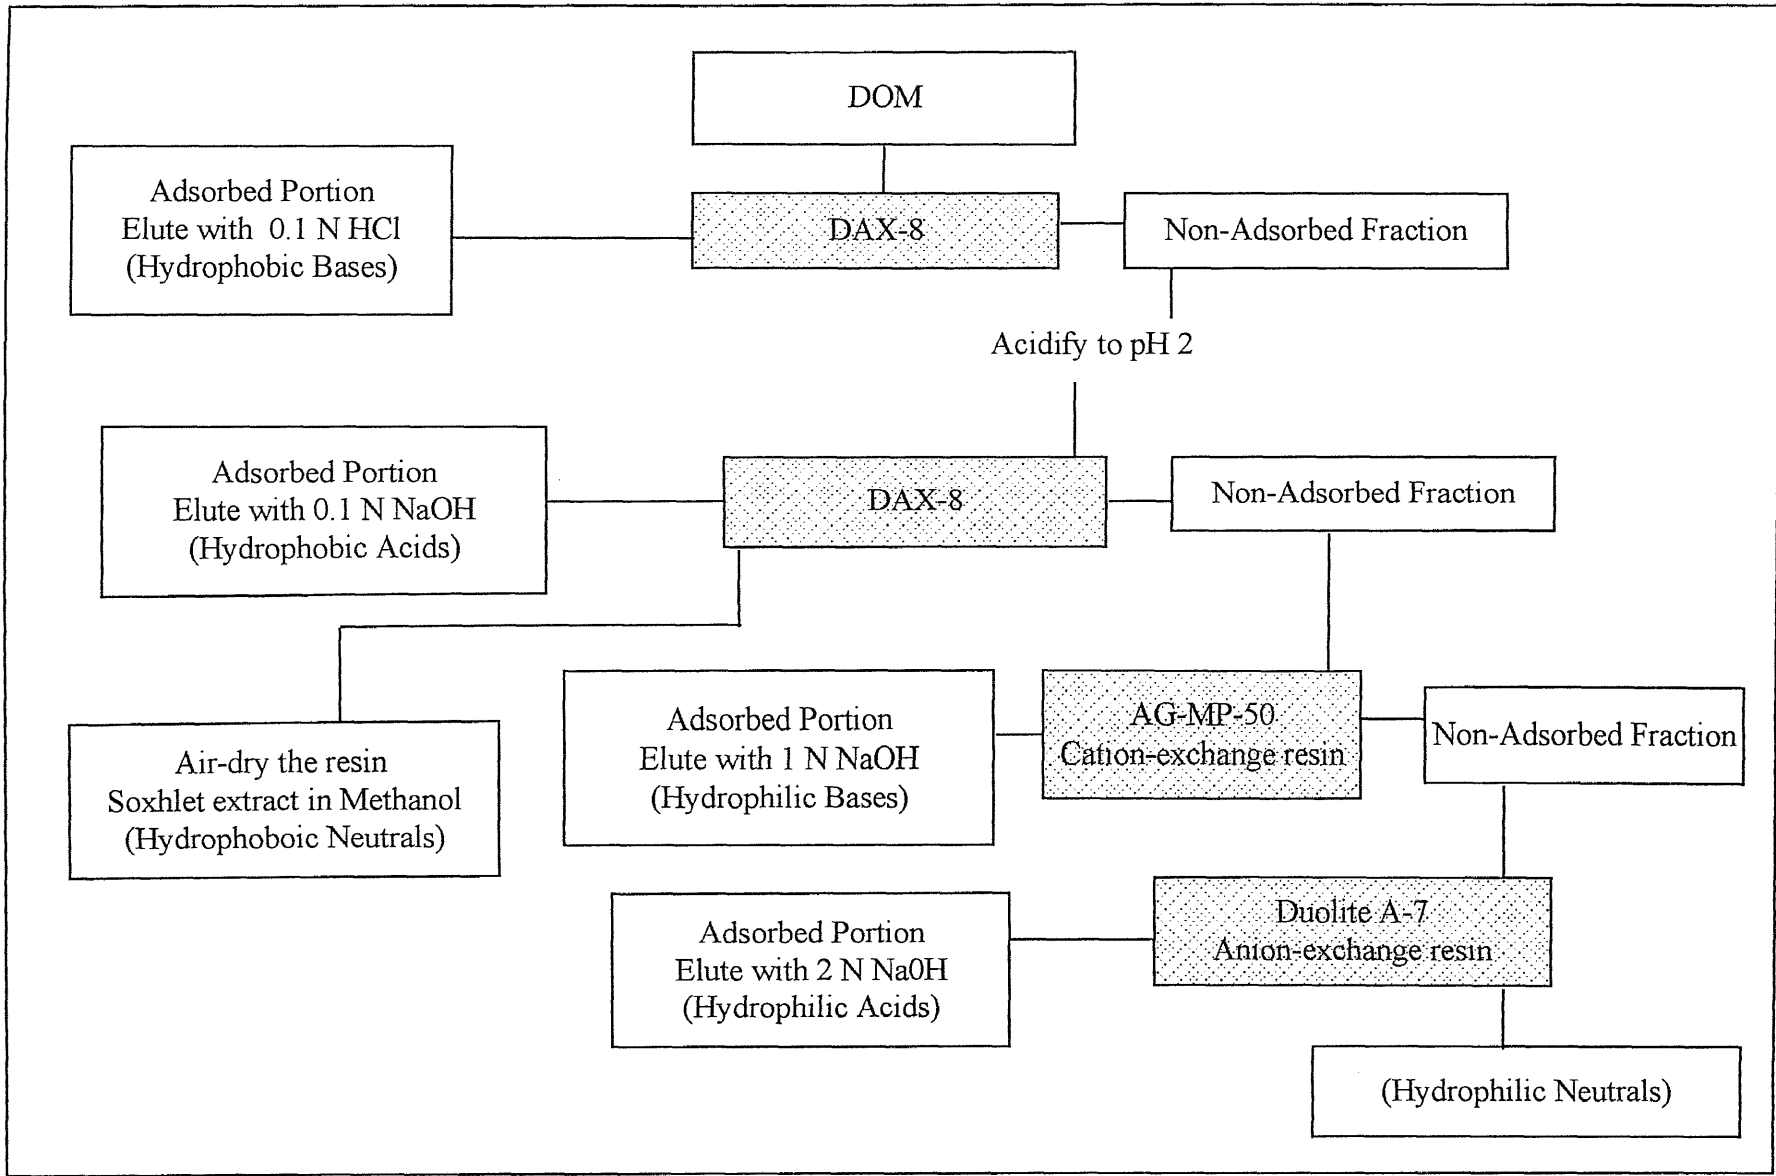 DOM
Adsorbed Portion
Elute with 0.1 N HCl
(Hydrophobic Bases)
DAX-8
Non-Adsorbed Fraction
Acidify to pH 2
Adsorbed Portion
Elute with 0.1 N NaOH
(Hydrophobic Acids)
DAX-8
Non-Adsorbed Fraction
Air-dry the resin
Soxhlet extract in Methanol
(Hydrophoboic Neutrals)
Adsorbed Portion
Elute with 1 N NaOH
(Hydrophilic Bases)
AG-MP-50
Cation-exchange resin
Non-Adsorbed Fraction
Adsorbed Portion
Elute with 2 N Na0H
(Hydrophilic Acids)
Duolite A-7
Anion-exchange resin
(Hydrophilic Neutrals)